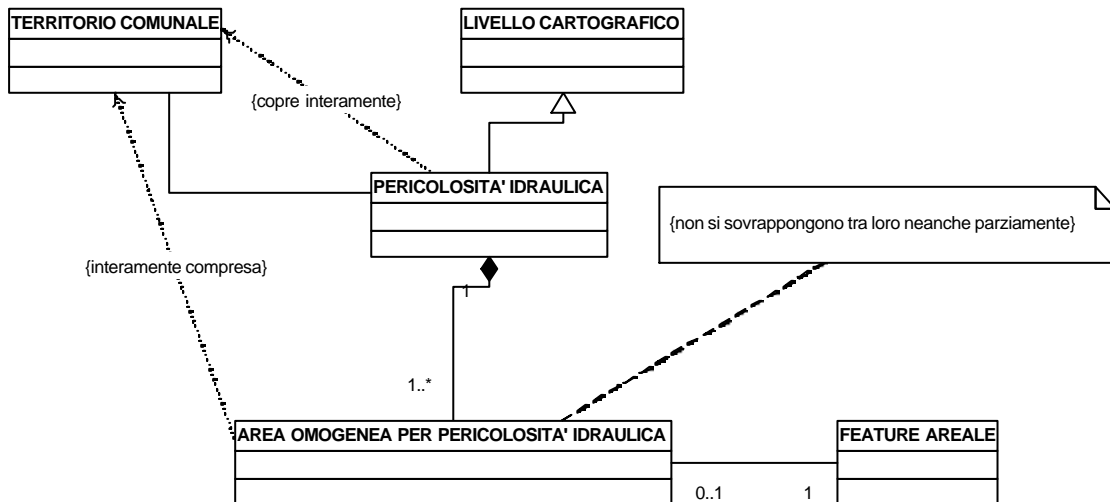 TERRITORIO COMUNALE
LIVELLO CARTOGRAFICO
{copre interamente}
PERICOLOSITA' IDRAULICA
{non si sovrappongono tra loro neanche parziamente}
{interamente compresa}
1
1..*
AREA OMOGENEA PER PERICOLOSITA' IDRAULICA
FEATURE AREALE
0..1
1